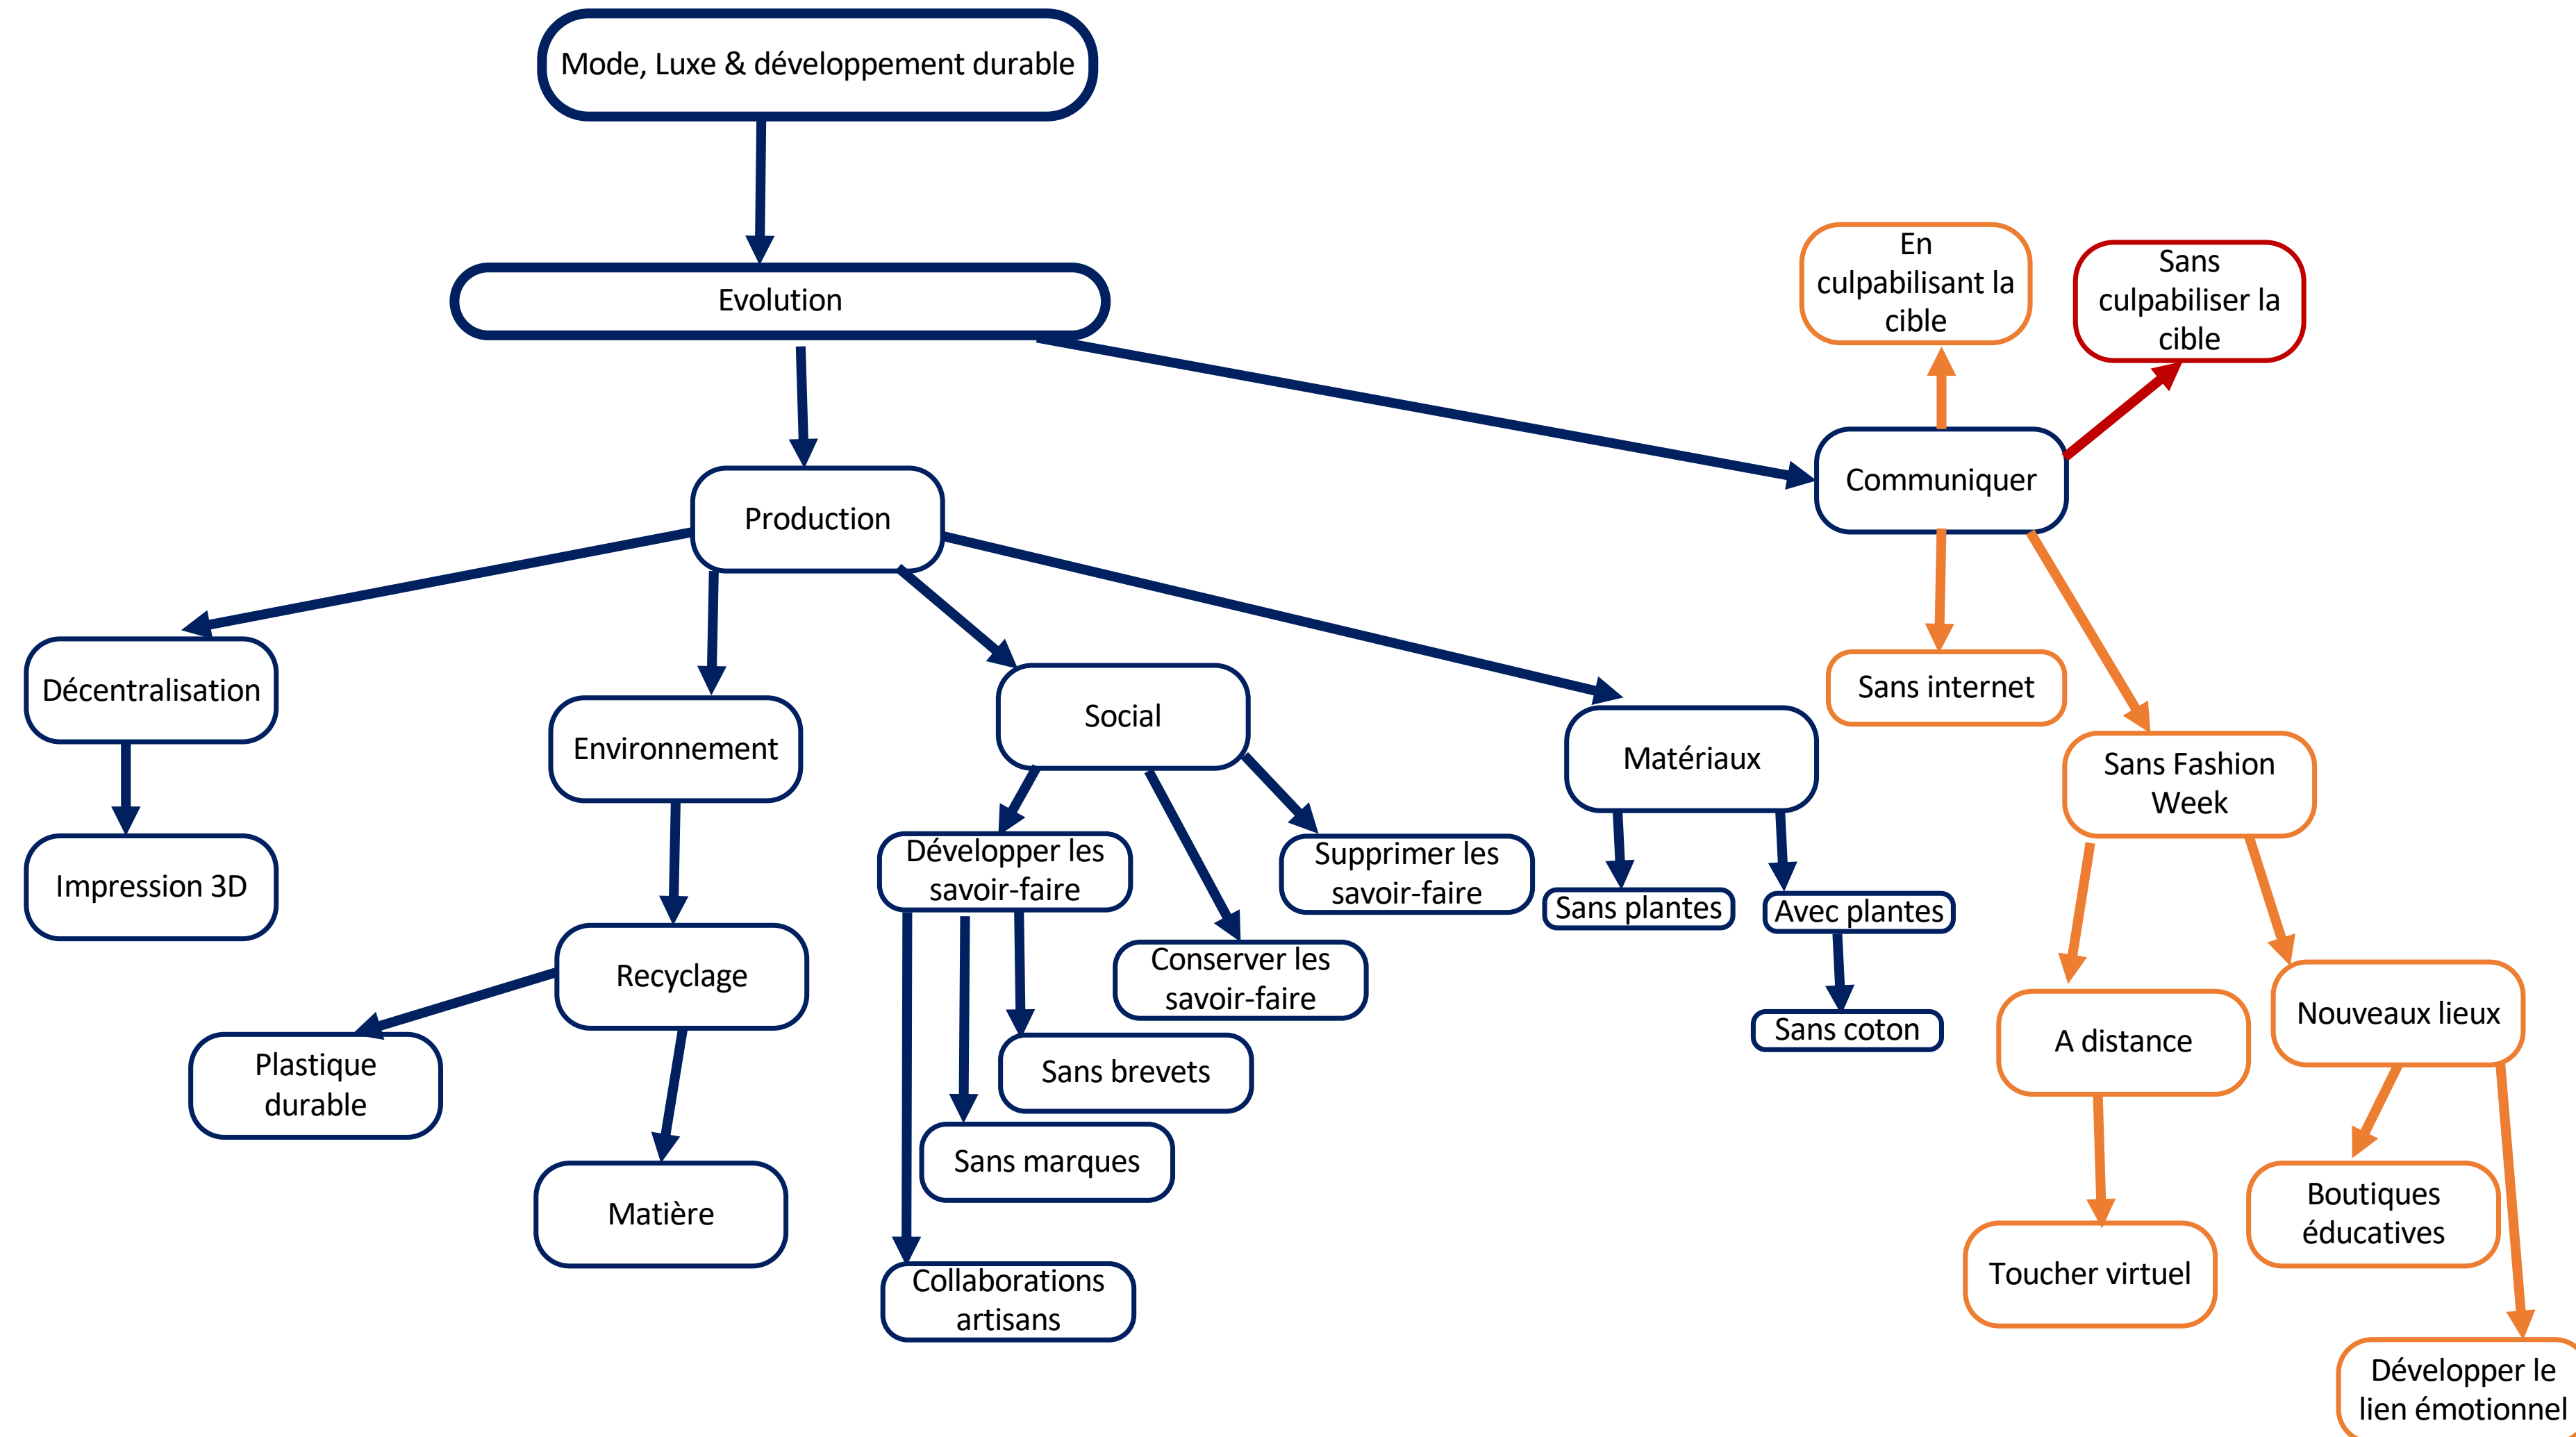 Mode, Luxe & développement durable
Evolution
En
culpabilisant la
cible
Sans
culpabiliser la
cible
Communiquer
Production
Décentralisation
Environnement
Social
Matériaux
Sans internet
Sans Fashion
Week
Impression 3D
Développer les
savoir-faire
Supprimer les
savoir-faire
Sans plantes
Avec plantes
Recyclage
Conserver les
savoir-faire
Sans coton
A distance
Nouveaux lieux
Plastique
durable
Sans brevets
Sans marques
Matière
Boutiques
éducatives
Toucher virtuel
Collaborations
artisans
Développer le
lien émotionnel